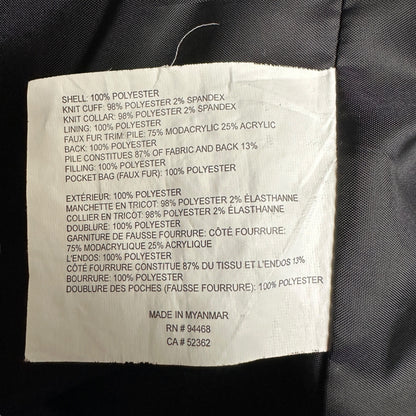 SHELL: 100% POLYESTER
KNIT CUFF: 98% POLYESTER 2% SPANDEX
KNIT COLLAR: 98% POLYESTER 2% SPANDEX
LINING: 100% POLYESTER
FAUX FUR TRIM: PILE: 75% MODACRYLIC 25% ACRYLIC
BACK: 100% POLYESTER
PILE CONSTITUES 87% OF FABRIC AND BACK 13%
FILLING: 100% POLYESTER
POCKET BAG (FAUX FUR): 100% POLYESTER
EXTÉRIEUR: 100% POLYESTER
MANCHETTE EN TRICOT: 98% POLYESTER 2% ÉLASTHANNE
COLLIER EN TRICOT: 98% POLYESTER 2% ÉLASTHANNE
DOUBLURE: 100% POLYESTER
GARNITURE DE FAUSSE FOURRURE: CÔTÉ FOURRURE:
75% MODACRYLIQUE 25% ACRYLIQUE
L'ENDOS: 100% POLYESTER
CÔTÉ FOURRURE CONSTITUE 87% DU TISSU ET L'ENDOS 13%
BOURRURE: 100% POLYESTER
DOUBLURE DES POCHES (FAUSSE FOURRURE): 100% POLYESTER
MADE IN MYANMAR
RN # 94468
CA # 52362